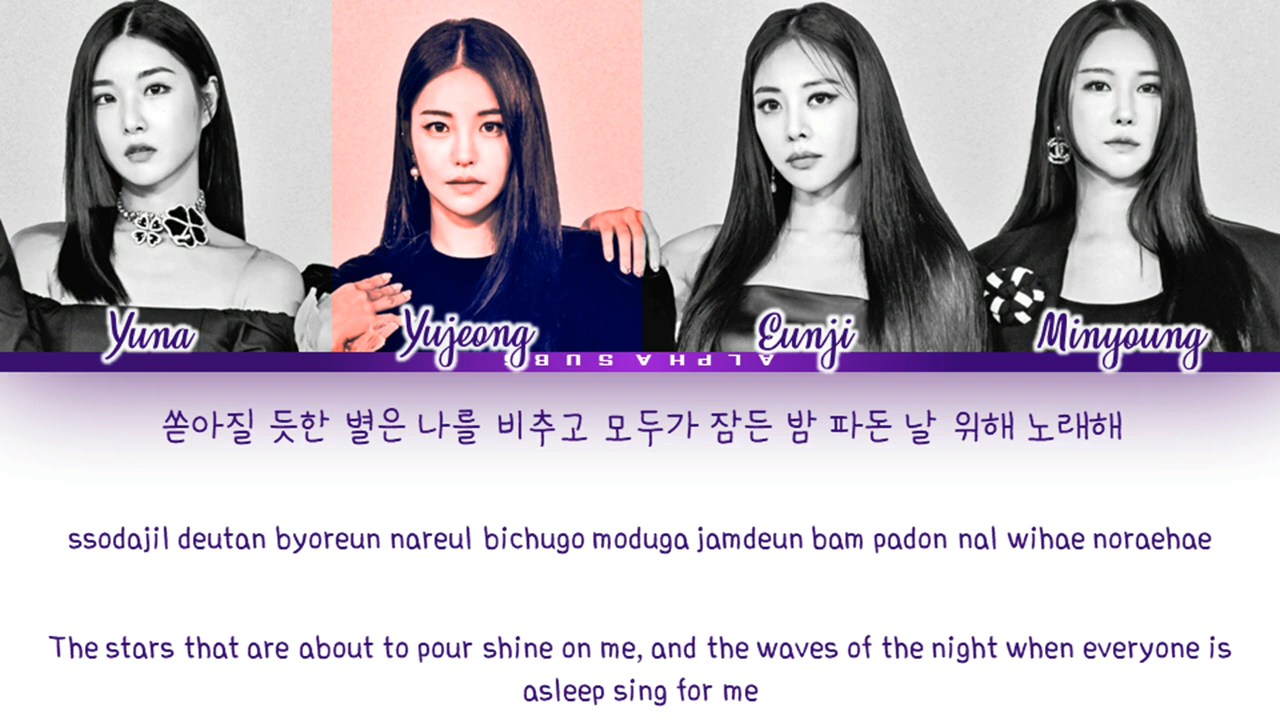 Yuna
Yujeong
Eunji
Minyoung
ALPHA SUBS
쏟아질 듯한 별은 나를 비추고 모두가 잠든 밤 파돈 날 위해 노래해
ssodajil deutan byoreun nareul bichugo moduga jamdeun bam padon nal wihae noraehae
The stars that are about to pour shine on me, and the waves of the night when everyone is
asleep sing for me